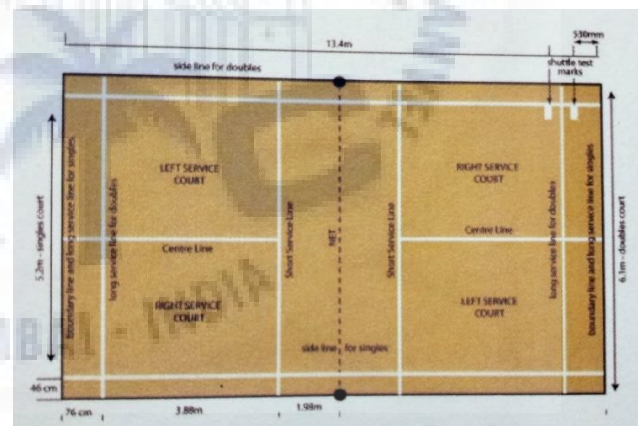 530mm
13.4m
side line for doubles
shuttle test
marks
boundary line and long service line for singles
long service line for doubles
LEFT SERVICE
COURT
Centre Line
RIGHT SERVICE
COURT
Short Service Line
NET
Short Service Line
RIGHT SERVICE
COURT
Centre Line
LEFT SERVICE
COURT
long service line for doubles
boundary line and long service line for singles
5.2m - singles court
6.1m - doubles court
side line for singles
46 cm
76 cm
3.88m
1.98m
INDIA